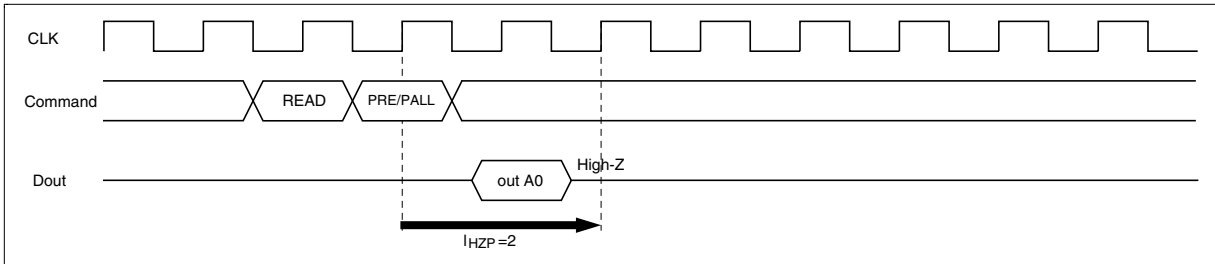 CLK
Command READ PRE/PALL
High-Z
Dout out A0
lHZP=2